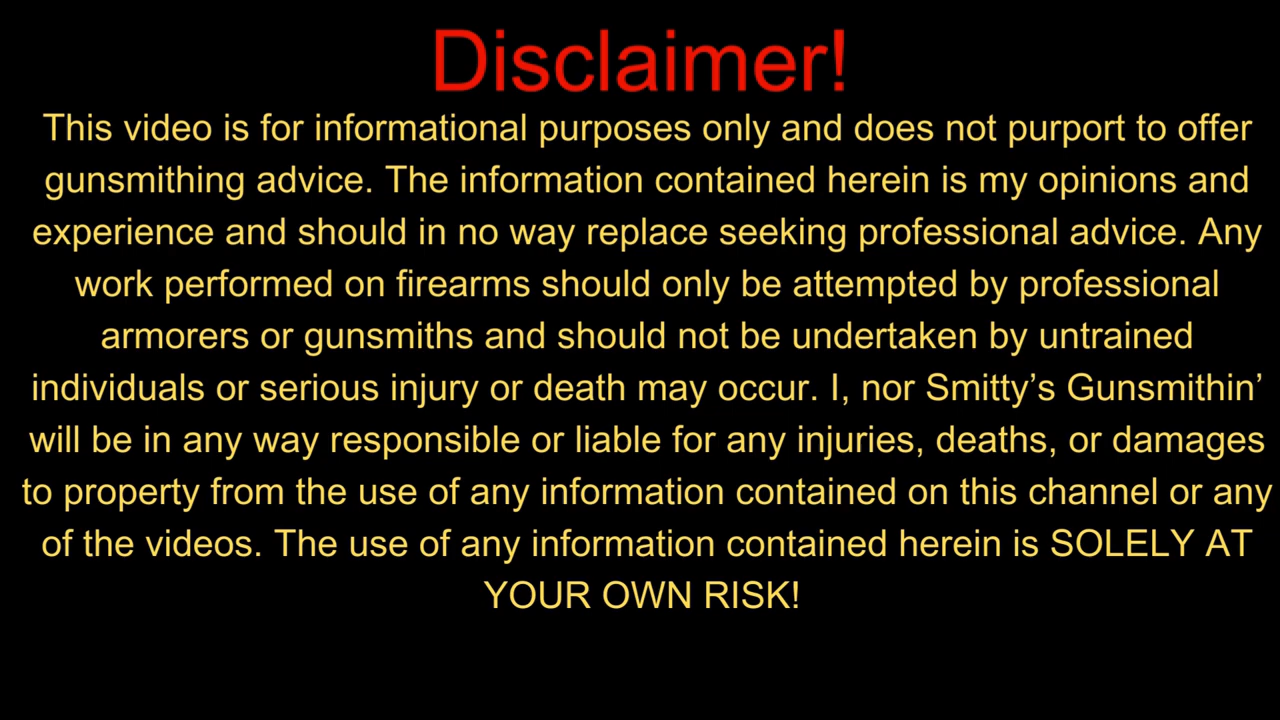 Disclaimer!
This video is for informational purposes only and does not purport to offer
gunsmithing advice. The information contained herein is my opinions and
experience and should in no way replace seeking professional advice. Any
work performed on firearms should only be attempted by professional
armorers or gunsmiths and should not be undertaken by untrained
individuals or serious injury or death may occur. I, nor Smitty’s Gunsmithin’
will be in any way responsible or liable for any injuries, deaths, or damages
to property from the use of any information contained on this channel or any
of the videos. The use of any information contained herein is SOLELY AT
YOUR OWN RISK!